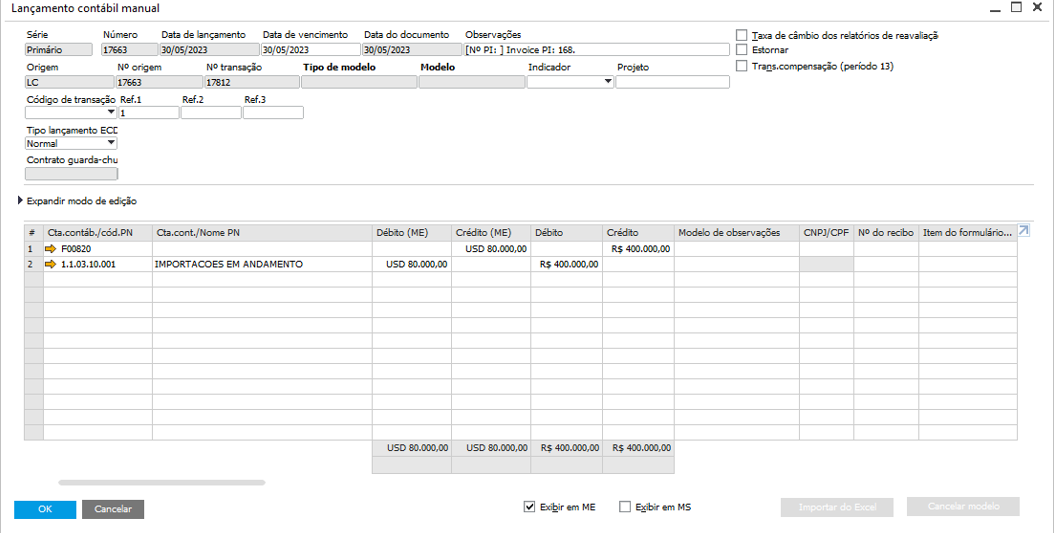 Lançamento contábil manual
Série Número Data de lançamento Data de vencimento Data do documento Observações
Primário 17663 30/05/2023 30/05/2023 30/05/2023 [Nº PI: ] Invoice PI: 168.
Taxa de câmbio dos relatórios de reavaliaçã
Estornar
Trans.compensação (período 13)
Origem Nº origem Nº transação Tipo de modelo Modelo Indicador Projeto
LC 17663 17812
Código de transação Ref.1 Ref.2 Ref.3
1
Tipo lançamento ECD
Normal
Contrato guarda-chu
Expandir modo de edição
# Cta.contáb./cód.PN Cta.cont./Nome PN Débito (ME) Crédito (ME) Débito Crédito Modelo de observações CNPJ/CPF Nº do recibo Item do formulário...
1 F00820 USD 80.000,00 R$ 400.000,00
2 1.1.03.10.001 IMPORTACOES EM ANDAMENTO USD 80.000,00 R$ 400.000,00
USD 80.000,00 USD 80.000,00 R$ 400.000,00 R$ 400.000,00
OK Cancelar Exibir em ME Exibir em MS Importar do Excel Cancelar modelo